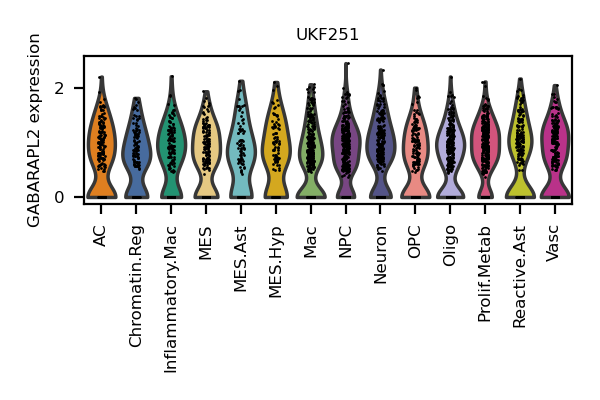 UKF251
GABARAPL2 expression
2
0
AC
Chromatin.Reg
Inflammatory.Mac
MES
MES.Ast
MES.Hyp
Mac
NPC
Neuron
OPC
Oligo
Prolif.Metab
Reactive.Ast
Vasc